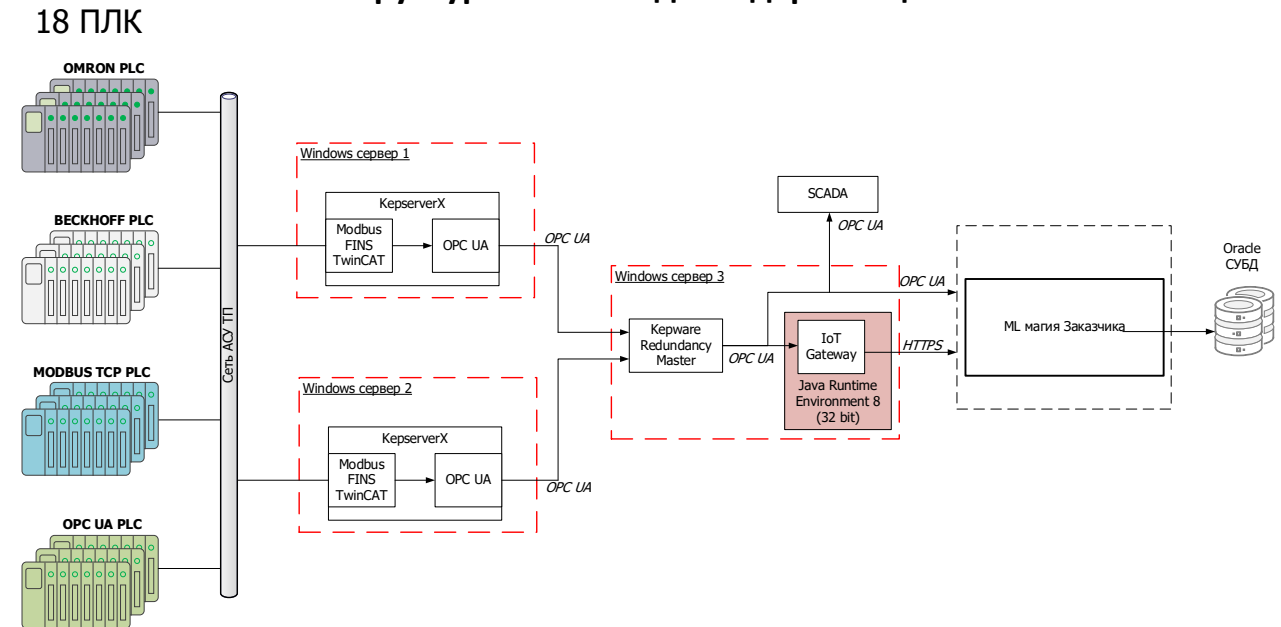 18 ПЛК
OMRON PLC
BECKHOFF PLC
MODBUS TCP PLC
OPC UA PLC
Сеть АСУ ТП
Windows сервер 1
KepserverX
Modbus
FINS
TwinCAT
OPC UA
OPC UA
Windows сервер 2
KepserverX
Modbus
FINS
TwinCAT
OPC UA
OPC UA
Windows сервер 3
Kepware
Redundancy
Master
OPC UA
IoT
Gateway
Java Runtime
Environment 8
(32 bit)
SCADA
OPC UA
OPC UA
HTTPS
ML магия Заказчика
Oracle
СУБД